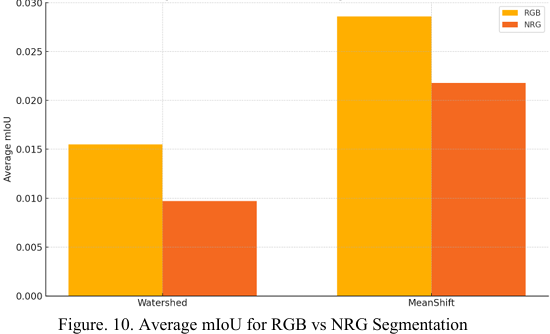 0.030
RGB
NRG
0.025
0.020
0.015
0.010
0.005
0.000
Average mIoU
Watershed
MeanShift
Figure. 10. Average mIoU for RGB vs NRG Segmentation